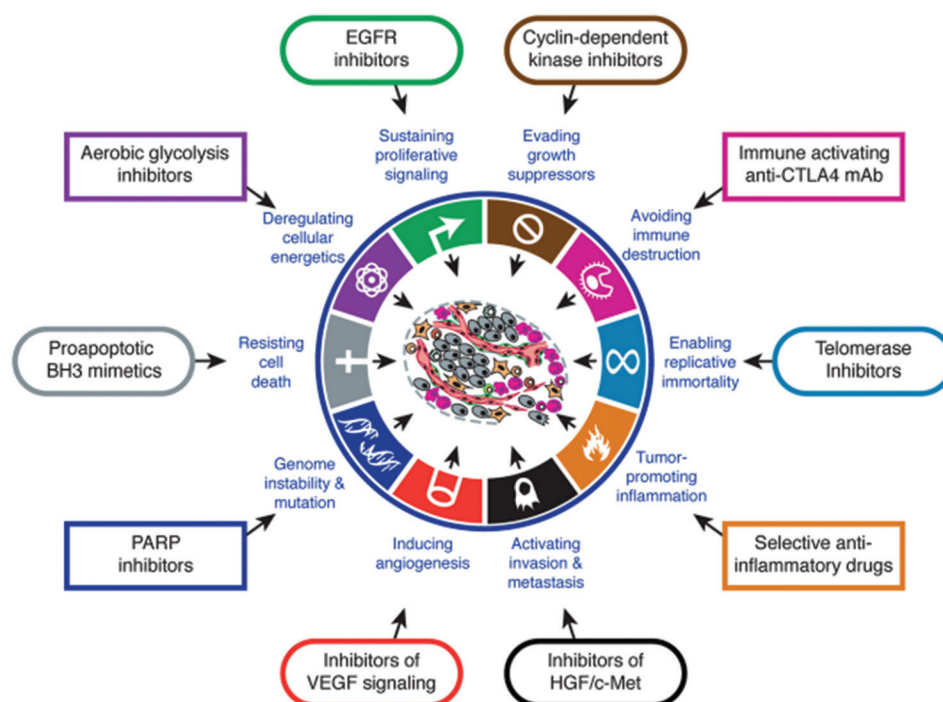 EGFR
inhibitors
Cyclin-dependent
kinase inhibitors
Sustaining
proliferative
signaling
Evading
growth
suppressors
Aerobic glycolysis
inhibitors
Immune activating
anti-CTLA4 mAb
Deregulating
cellular
energetics
Avoiding
immune
destruction
Proapoptotic
BH3 mimetics
Resisting
cell
death
Enabling
replicative
immortality
Telomerase
Inhibitors
Genome
instability &
mutation
Tumor-
promoting
inflammation
PARP
inhibitors
Inducing
angiogenesis
Activating
invasion &
metastasis
Selective anti-
inflammatory drugs
Inhibitors of
VEGF signaling
Inhibitors of
HGF/c-Met